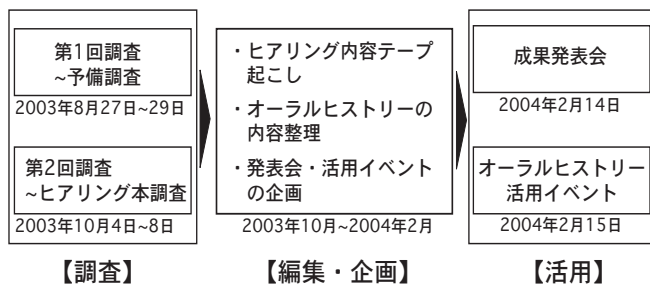 第1回調査
~予備調査
2003年8月27日~29日
第2回調査
~ヒアリング本調査
2003年10月4日~8日
【調査】
・ヒアリング内容テープ
起こし
・オーラルヒストリーの
内容整理
・発表会・活用イベント
の企画
2003年10月~2004年2月
【編集・企画】
成果発表会
2004年2月14日
オーラルヒストリー
活用イベント
2004年2月15日
【活用】